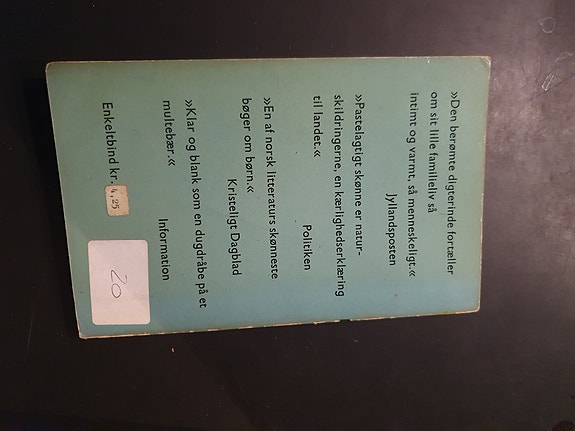 »Den berømte digterinde fortæller
om sit lille familieliv så
intimt og varmt, så menneskeligt.«
Jyllandsposten
»Pastelagtigt skønne er natur-
skildringerne, en kærlighedserklæring
til landet.«
Politiken
»En af norsk litteraturs skønneste
bøger om børn.«
Kristeligt Dagblad
»Klar og blank som en dugdråbe på et
multebær.«
Information
Enkeltbind kr. 4,25
20